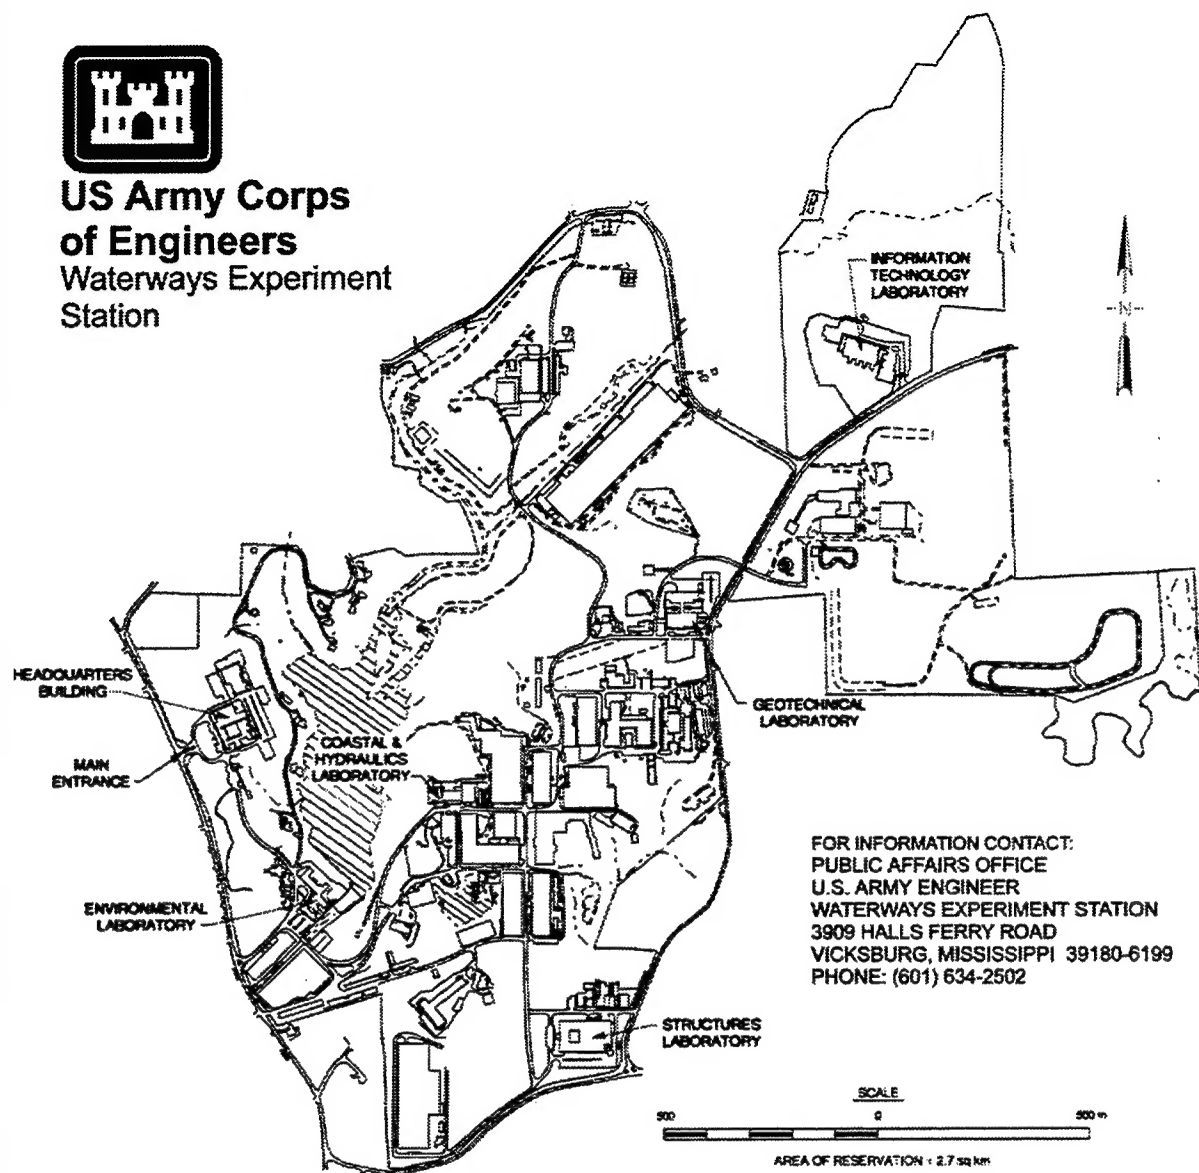 US Army Corps
of Engineers
Waterways Experiment
Station
INFORMATION
TECHNOLOGY
LABORATORY
N
HEADQUARTERS
BUILDING
MAIN
ENTRANCE
COASTAL &
HYDRAULICS
LABORATORY
GEOTECHNICAL
LABORATORY
ENVIRONMENTAL
LABORATORY
STRUCTURES
LABORATORY
FOR INFORMATION CONTACT:
PUBLIC AFFAIRS OFFICE
U.S. ARMY ENGINEER
WATERWAYS EXPERIMENT STATION
3909 HALLS FERRY ROAD
VICKSBURG, MISSISSIPPI 39180-6199
PHONE: (601) 634-2502
SCALE
500 0 500 m
AREA OF RESERVATION = 2.7 sq km